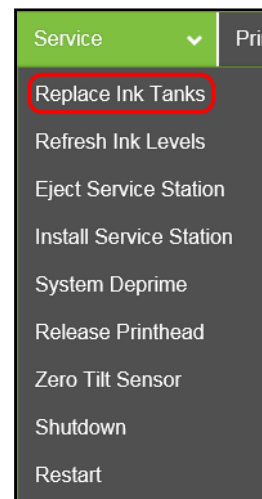 Service Pri
Replace Ink Tanks
Refresh Ink Levels
Eject Service Station
Install Service Station
System Deprime
Release Printhead
Zero Tilt Sensor
Shutdown
Restart